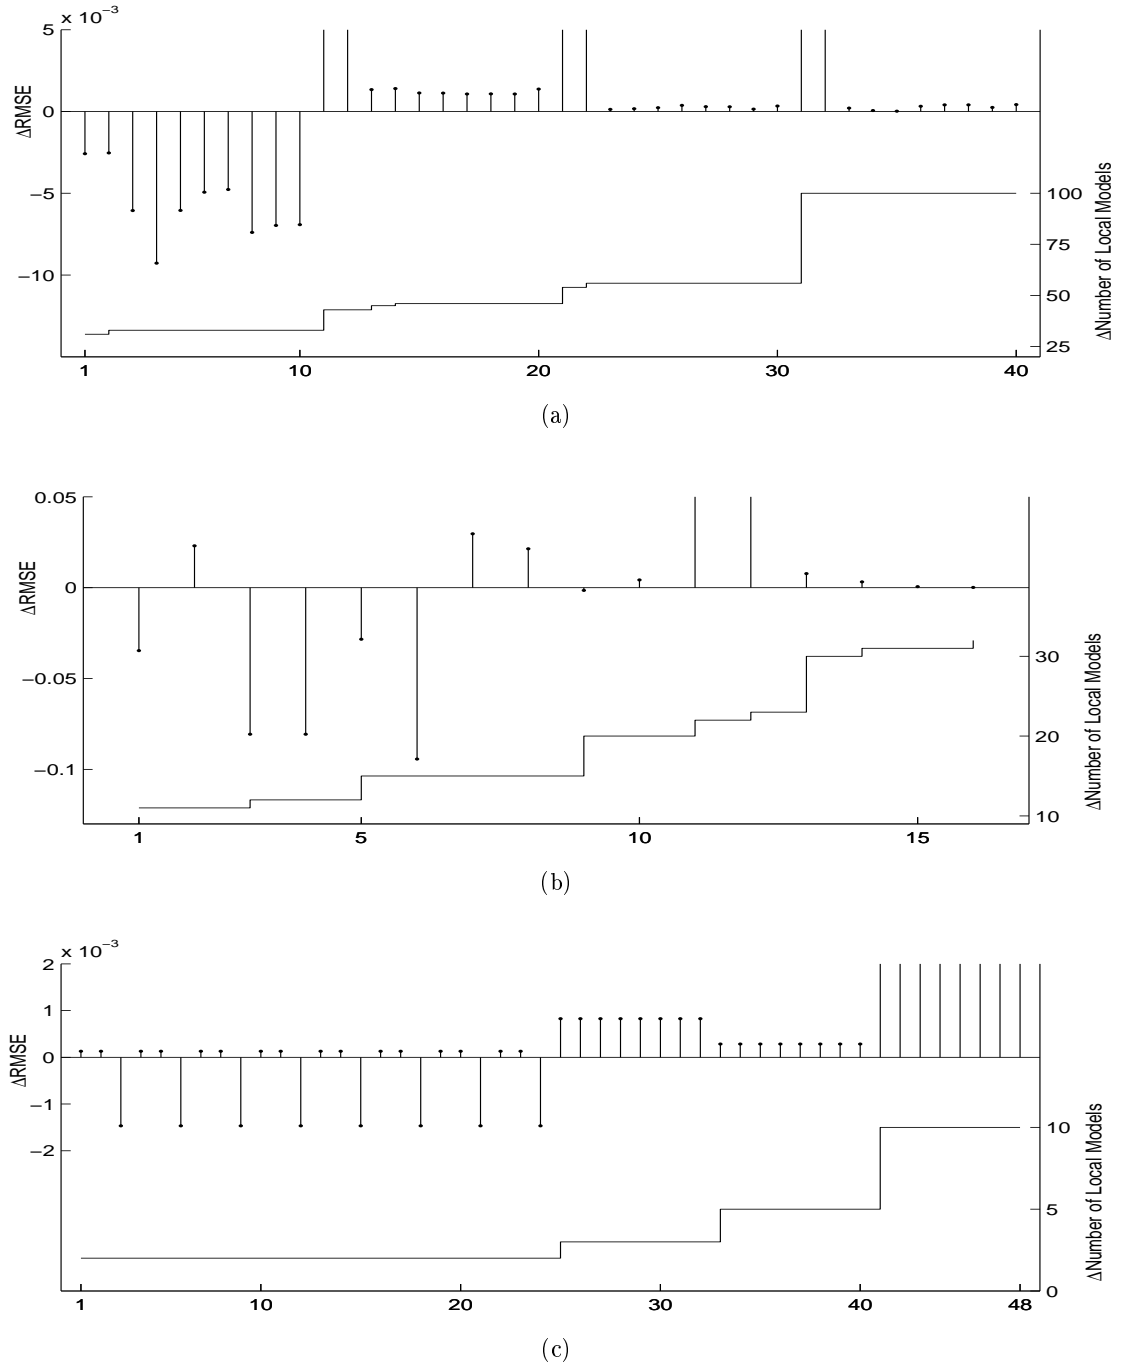 x 10⁻³
5
0
−5
−10
ΔRMSE
100
75
50
25
ΔNumber of Local Models
1 10 20 30 40
(a)
0.05
0
−0.05
−0.1
ΔRMSE
30
20
10
ΔNumber of Local Models
1 5 10 15
(b)
x 10⁻³
2
1
0
−1
−2
ΔRMSE
10
5
0
ΔNumber of Local Models
1 10 20 30 40 48
(c)